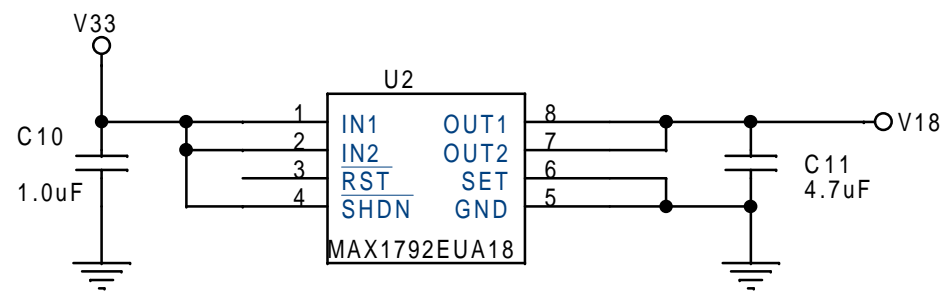 V33
U2
C10
1.0uF
1
2
3
4
IN1
IN2
RST
SHDN
OUT1
OUT2
SET
GND
8
7
6
5
MAX1792EUA18
V18
C11
4.7uF